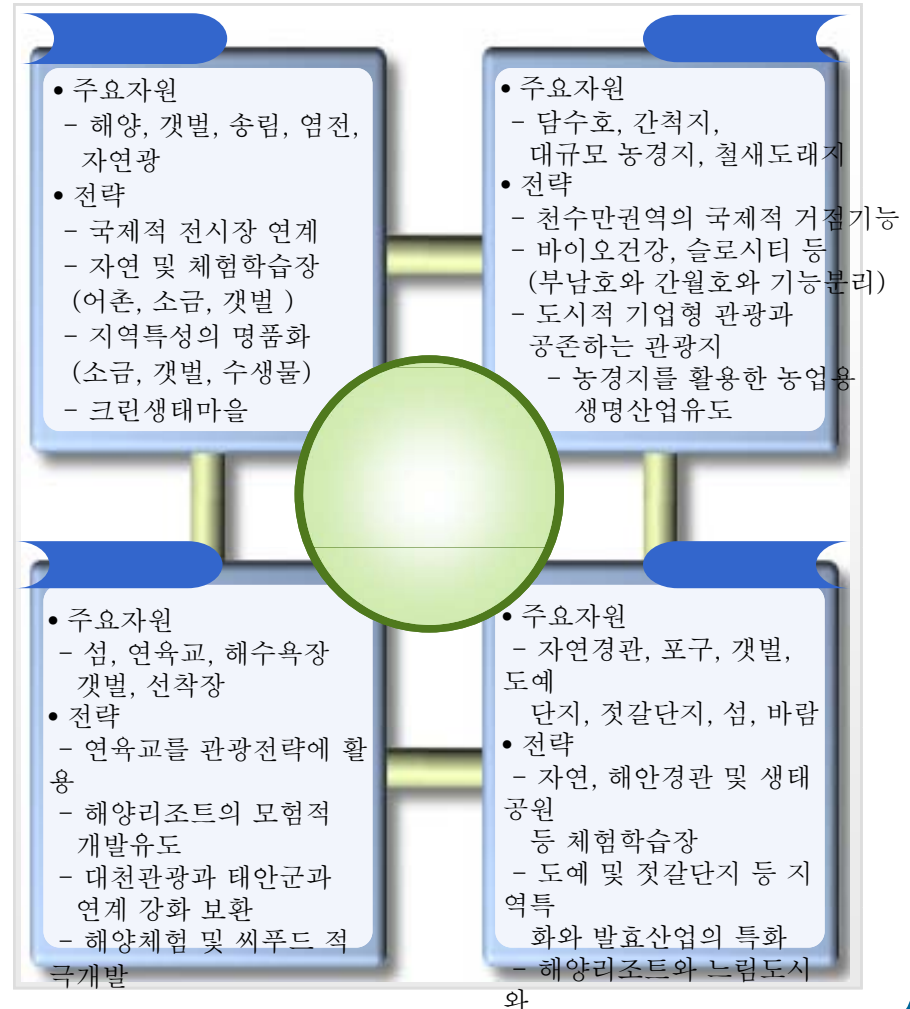 • 주요자원
- 해양, 갯벌, 송림, 염전,
자연광
• 전략
- 국제적 전시장 연계
- 자연 및 체험학습장
(어촌, 소금, 갯벌 )
- 지역특성의 명품화
(소금, 갯벌, 수생물)
- 크린생태마을
• 주요자원
- 담수호, 간척지,
대규모 농경지, 철새도래지
• 전략
- 천수만권역의 국제적 거점기능
- 바이오건강, 슬로시티 등
(부남호와 간월호와 기능분리)
- 도시적 기업형 관광과
공존하는 관광지
- 농경지를 활용한 농업용
생명산업유도
• 주요자원
- 섬, 연육교, 해수욕장
갯벌, 선착장
• 전략
- 연육교를 관광전략에 활
용
- 해양리조트의 모험적
개발유도
- 대천관광과 태안군과
연계 강화 보환
- 해양체험 및 씨푸드 적
극개발
• 주요자원
- 자연경관, 포구, 갯벌,
도예
단지, 젓갈단지, 섬, 바람
• 전략
- 자연, 해안경관 및 생태
공원
등 체험학습장
- 도예 및 젓갈단지 등 지
역특
화와 발효산업의 특화
- 해양리조트와 느림도시
와